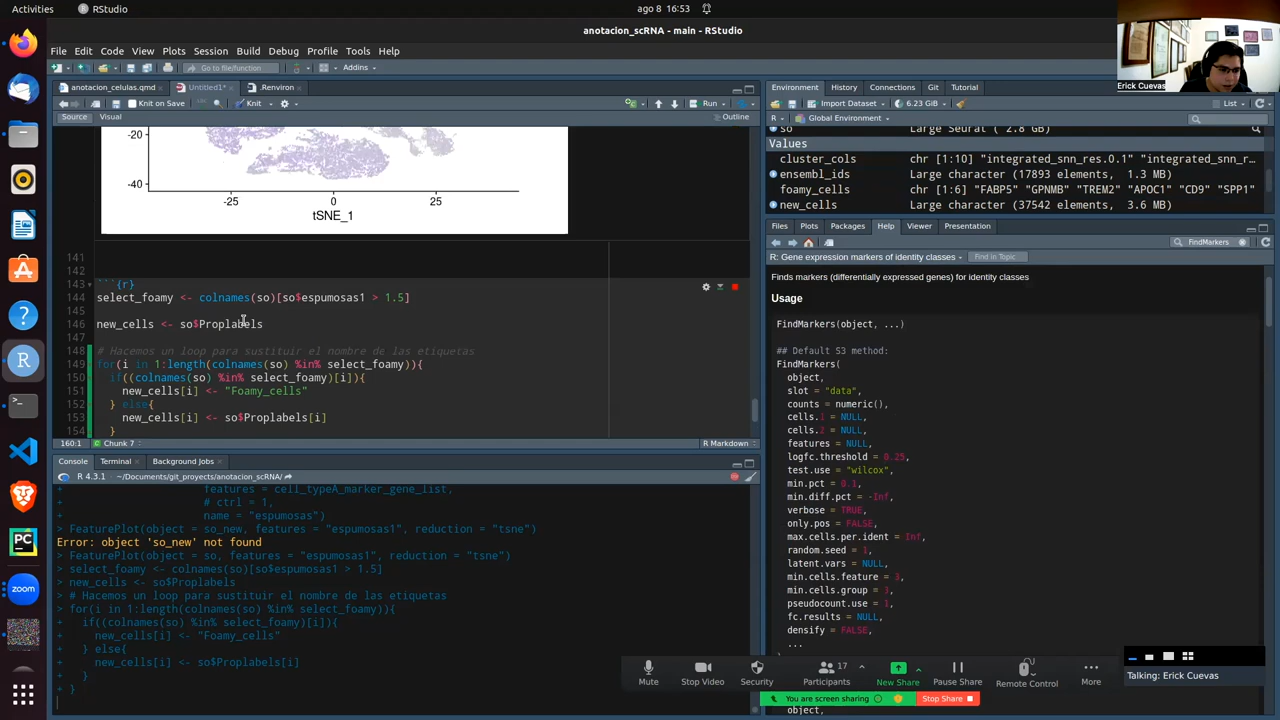 Activities
RStudio
ago 8 16:53
anotacion_scRNA - main - RStudio
File Edit Code View Plots Session Build Debug Profile Tools Help
Go to file/function
Addins
anotacion_celulas.qmd
Untitled1*
.Renviron
Knit on Save
Knit
Run
Source
Visual
Outline
-20
-40
-25
0
25
tSNE_1
141
142
143 ```{r}
144 select_foamy <- colnames(so)[so$espumosas1 > 1.5]
145
146 new_cells <- so$Proplabels
147
148 # Hacemos un loop para sustituir el nombre de las etiquetas
149 for(i in 1:length(colnames(so) %in% select_foamy)){
150 if((colnames(so) %in% select_foamy)[i]){
151 new_cells[i] <- "Foamy_cells"
152 } else{
153 new_cells[i] <- so$Proplabels[i]
154 }
160:1
Chunk 7
R Markdown
Console
Terminal
Background Jobs
R 4.3.1 · ~/Documents/git_proyects/anotacion_scRNA/
+ features = cell_typeA_marker_gene_list,
+ # ctrl = 1,
+ name = "espumosas")
> FeaturePlot(object = so_new, features = "espumosas1", reduction = "tsne")
Error: object 'so_new' not found
> FeaturePlot(object = so, features = "espumosas1", reduction = "tsne")
> select_foamy <- colnames(so)[so$espumosas1 > 1.5]
> new_cells <- so$Proplabels
> # Hacemos un loop para sustituir el nombre de las etiquetas
> for(i in 1:length(colnames(so) %in% select_foamy)){
+ if((colnames(so) %in% select_foamy)[i]){
+ new_cells[i] <- "Foamy_cells"
+ } else{
+ new_cells[i] <- so$Proplabels[i]
+ }
+ }
Environment
History
Connections
Git
Tutorial
Import Dataset
6.23 GiB
List
R
Global Environment
so Large Seurat ( 2.8 GB)
Values
cluster_cols chr [1:10] "integrated_snn_res.0.1" "integrated_snn_r…
ensembl_ids Large character (17893 elements, 1.3 MB)
foamy_cells chr [1:6] "FABP5" "GPNMB" "TREM2" "APOC1" "CD9" "SPP1"
new_cells Large character (37542 elements, 3.6 MB)
Files
Plots
Packages
Help
Viewer
Presentation
FindMarkers
R: Gene expression markers of identity classes
Find in Topic
Finds markers (differentially expressed genes) for identity classes
Usage
FindMarkers(object, ...)
## Default S3 method:
FindMarkers(
object,
slot = "data",
counts = numeric(),
cells.1 = NULL,
cells.2 = NULL,
features = NULL,
logfc.threshold = 0.25,
test.use = "wilcox",
min.pct = 0.1,
min.diff.pct = -Inf,
verbose = TRUE,
only.pos = FALSE,
max.cells.per.ident = Inf,
random.seed = 1,
latent.vars = NULL,
min.cells.feature = 3,
min.cells.group = 3,
pseudocount.use = 1,
fc.results = NULL,
densify = FALSE,
...
object,
Erick Cuevas
Mute
Stop Video
Security
Participants
17
New Share
Pause Share
Remote Control
More
You are screen sharing
Stop Share
Talking: Erick Cuevas
zoom
PC